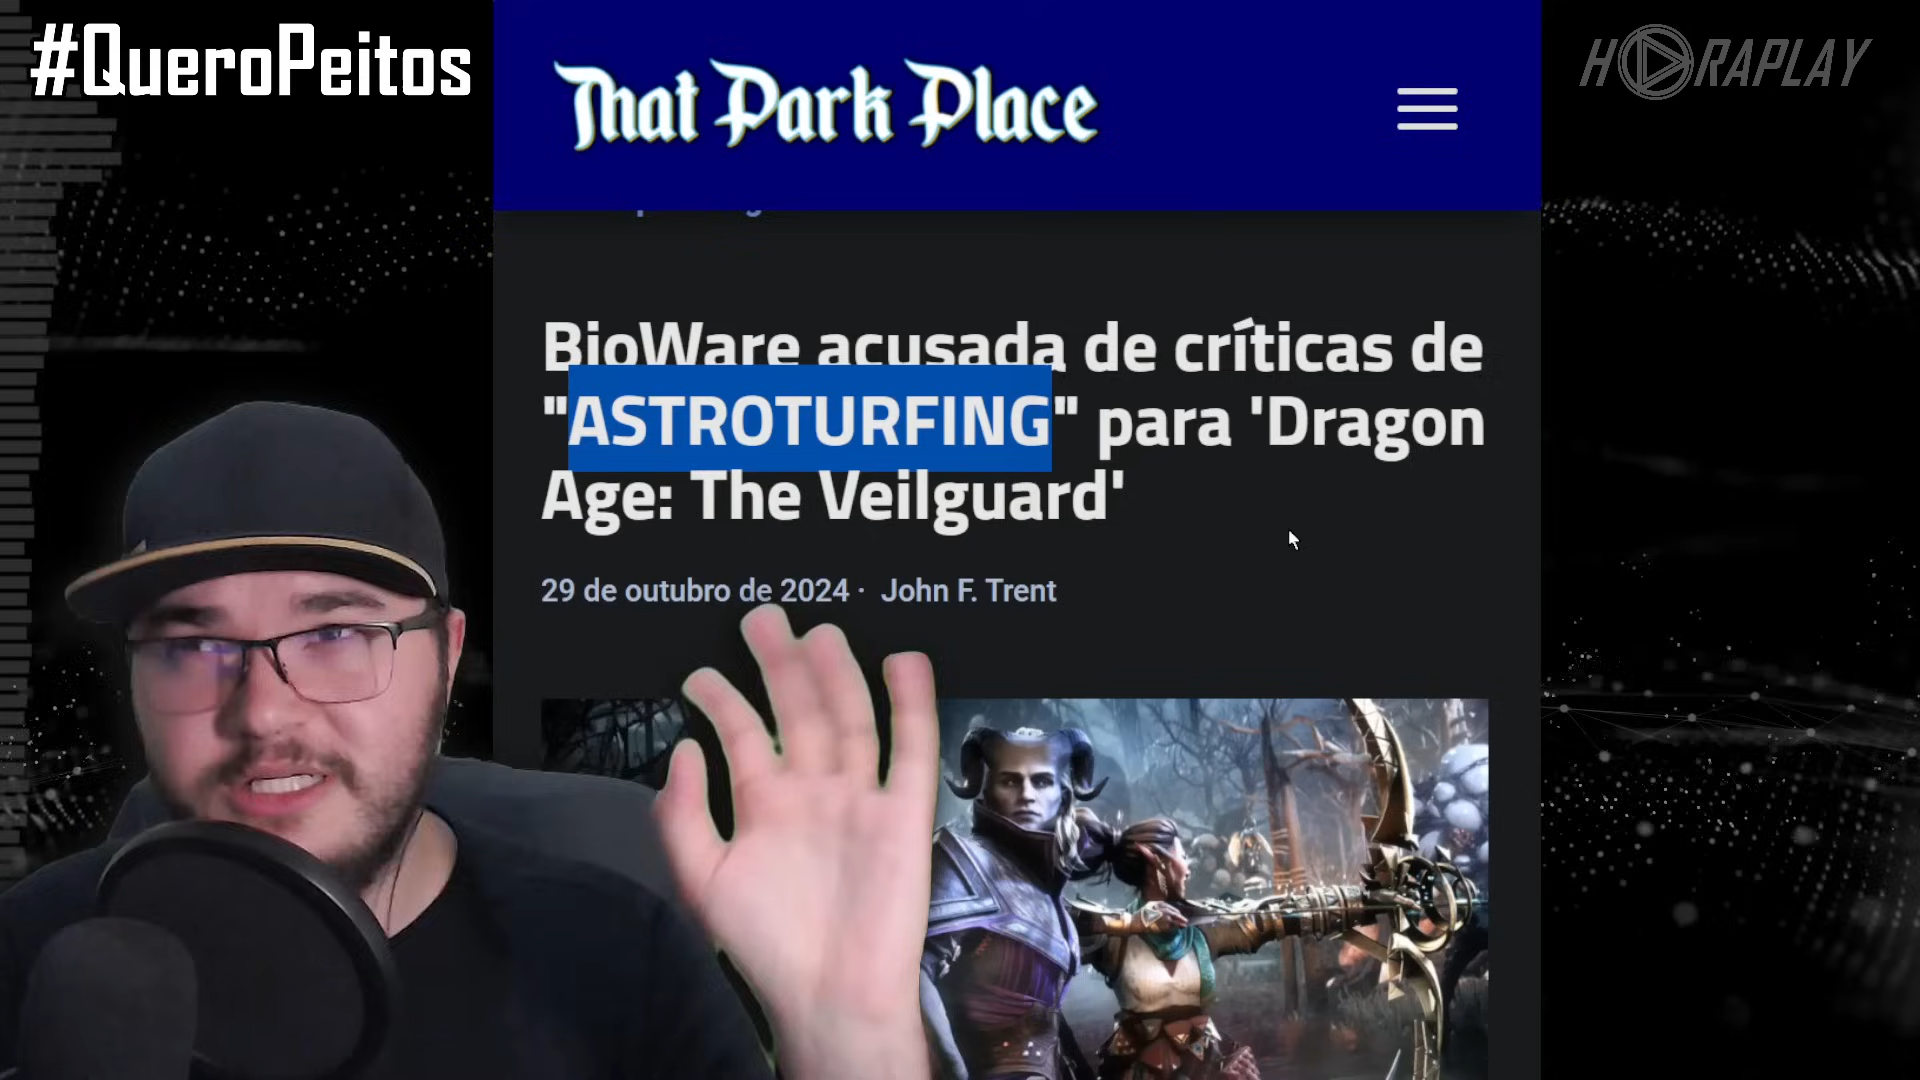 #QueroPeitos
That Park Place
HORAPLAY
BioWare acusada de críticas de
"ASTROTURFING" para 'Dragon
Age: The Veilguard'
29 de outubro de 2024 · John F. Trent